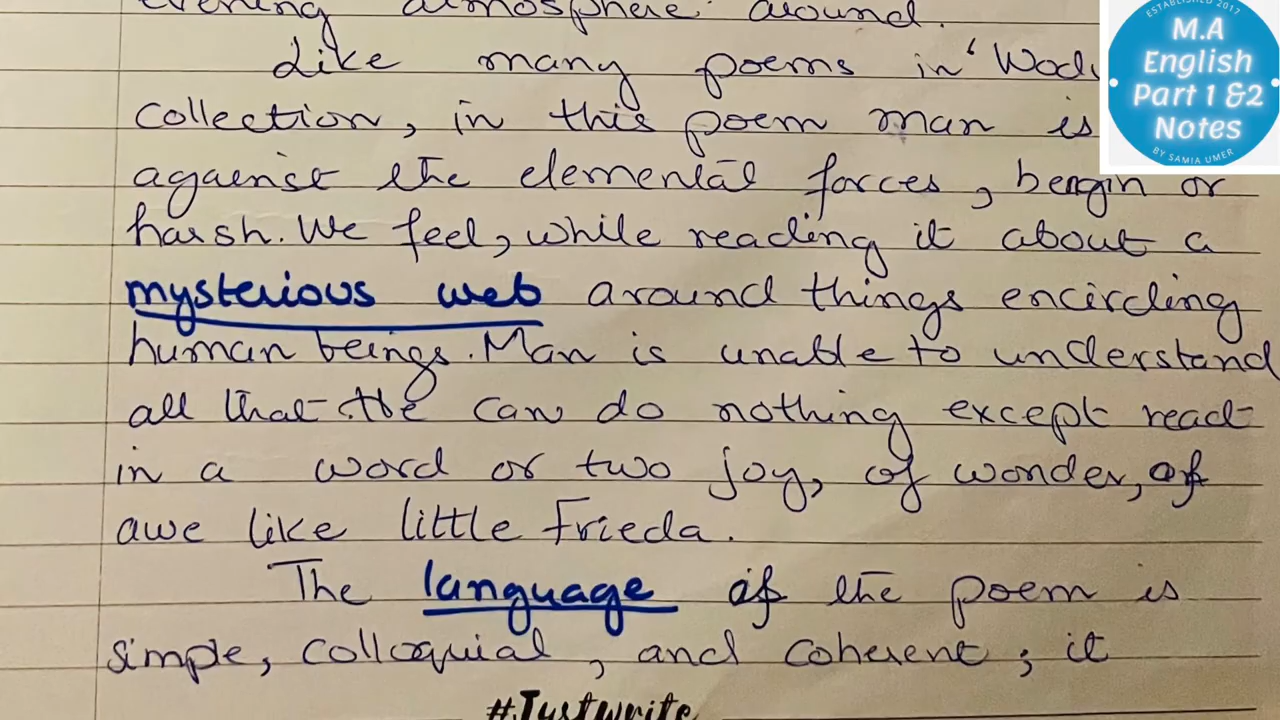 evening atmosphere around.
Like many poems in 'Wod
collection, in this poem man is
against the elemental forces, bengin or
harsh. We feel, while reading it about a
mysterious web around things encircling
human beings. Man is unable to understand
all that. He can do nothing except react
in a word or two joy, of wonder, of
awe like little Frieda.
The language of the poem is
simple, colloquial, and coherent; it
#Justwrite
ESTABLISHED 2017
M.A
English
Part 1 &2
Notes
BY SAMIA UMER